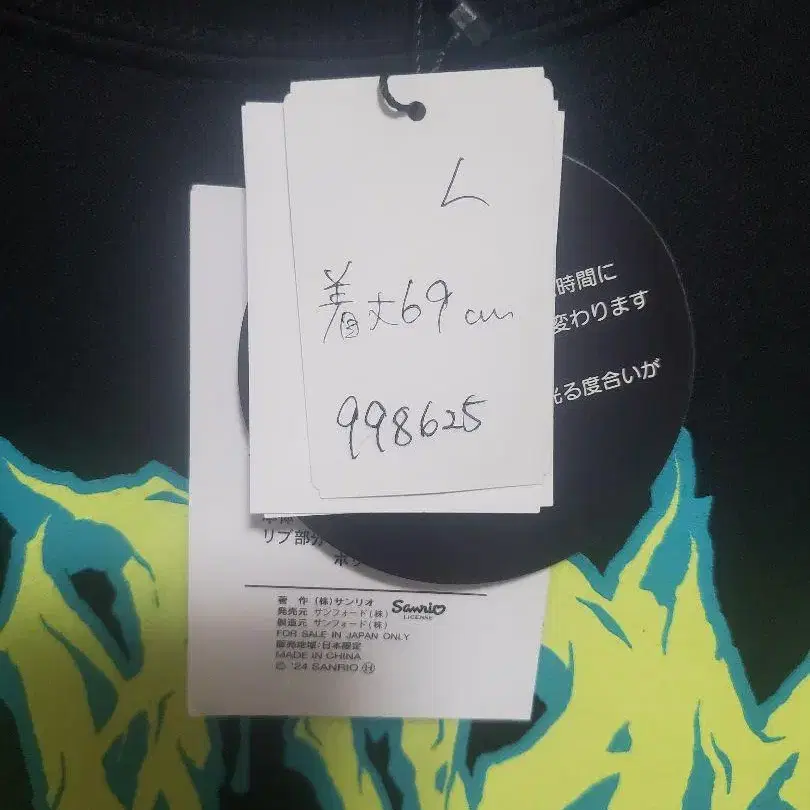 L
着丈69cm
998625
時間に
変わります
光る度合いが
リブ部分
著　作 (株)サンリオ
発売元 サンフォード(株)
製造元 サンフォード(株)
Sanrio
LICENSE
FOR SALE IN JAPAN ONLY
販売地域:日本限定
MADE IN CHINA
© '24 SANRIO Ⓗ